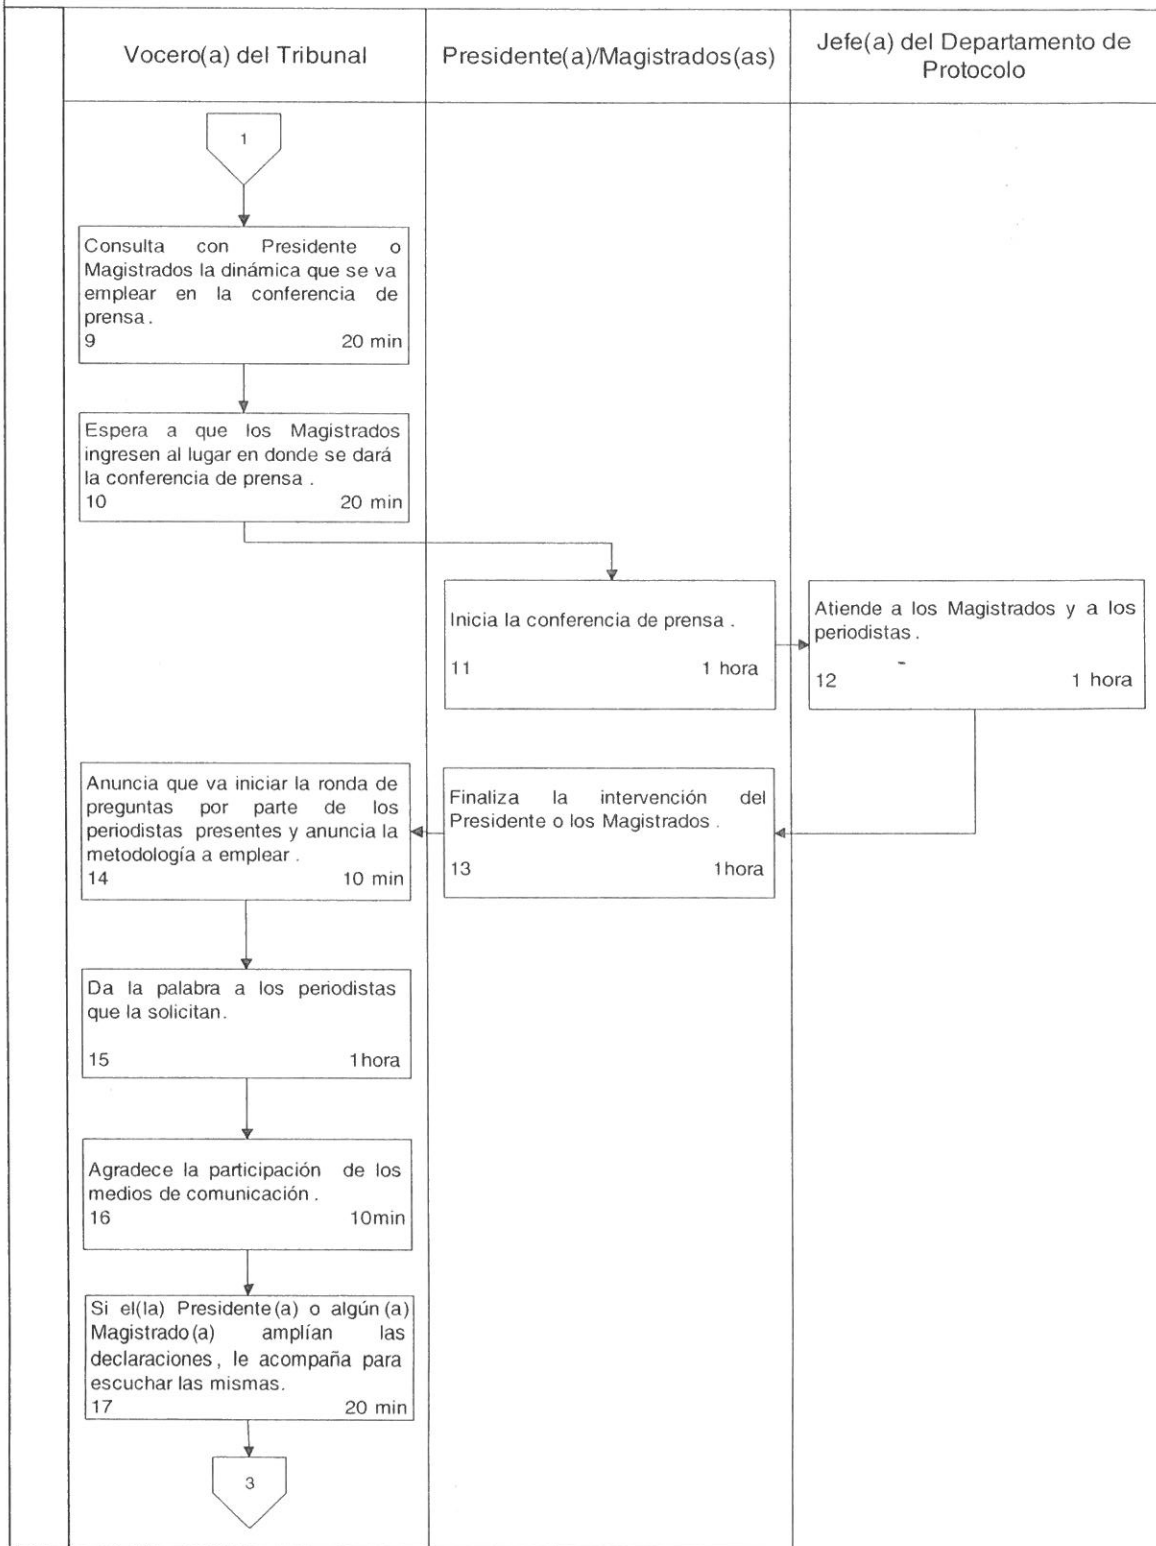 Vocero(a) del Tribunal
Presidente(a)/Magistrados(as)
Jefe(a) del Departamento de
Protocolo
1
Consulta con Presidente o
Magistrados la dinámica que se va
emplear en la conferencia de
prensa.
9 20 min
Espera a que los Magistrados
ingresen al lugar en donde se dará
la conferencia de prensa.
10 20 min
Inicia la conferencia de prensa.
11 1 hora
Atiende a los Magistrados y a los
periodistas.
12 1 hora
Finaliza la intervención del
Presidente o los Magistrados.
13 1hora
Anuncia que va iniciar la ronda de
preguntas por parte de los
periodistas presentes y anuncia la
metodología a emplear.
14 10 min
Da la palabra a los periodistas
que la solicitan.
15 1hora
Agradece la participación de los
medios de comunicación.
16 10min
Si el(la) Presidente(a) o algún(a)
Magistrado(a) amplían las
declaraciones, le acompaña para
escuchar las mismas.
17 20 min
3